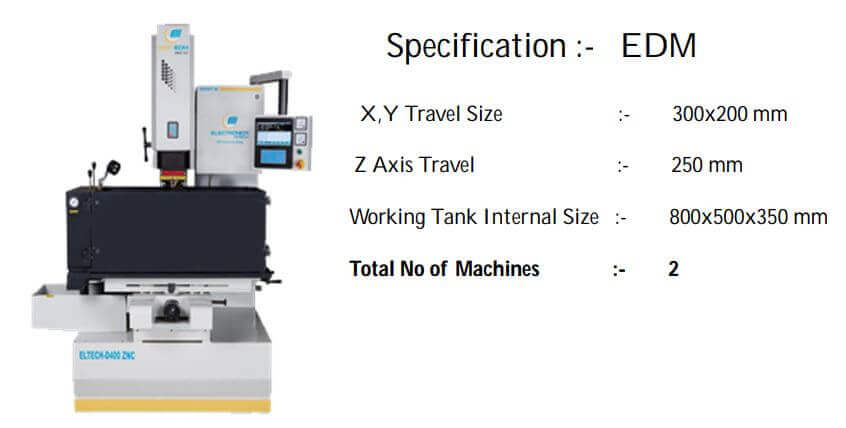 Specification :- EDM
X,Y Travel Size :- 300x200 mm
Z Axis Travel :- 250 mm
Working Tank Internal Size :- 800x500x350 mm
Total No of Machines :- 2
ELECTRONICA
ELTECH-D400 ZNC